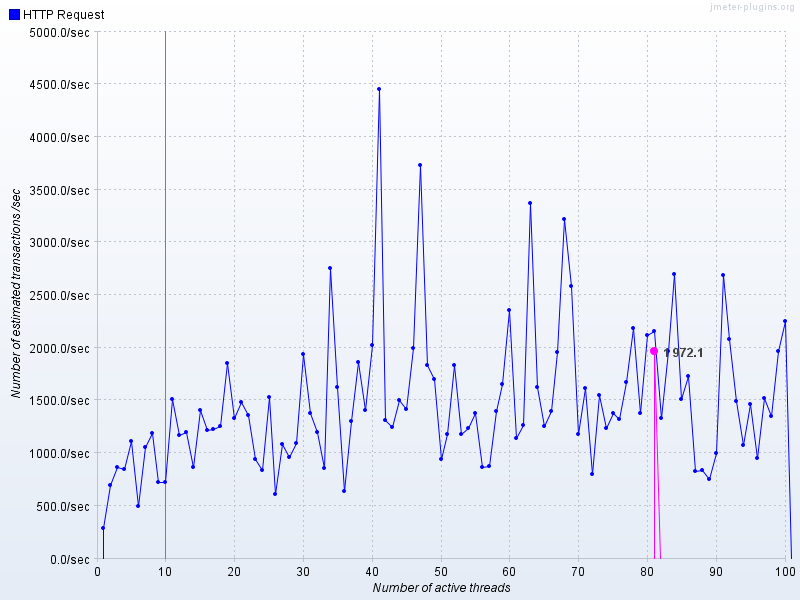 jmeter-plugins.org
HTTP Request
5000.0/sec
4500.0/sec
4000.0/sec
3500.0/sec
3000.0/sec
2500.0/sec
2000.0/sec
1500.0/sec
1000.0/sec
500.0/sec
0.0/sec
Number of estimated transactions /sec
1972.1
0 10 20 30 40 50 60 70 80 90 100
Number of active threads